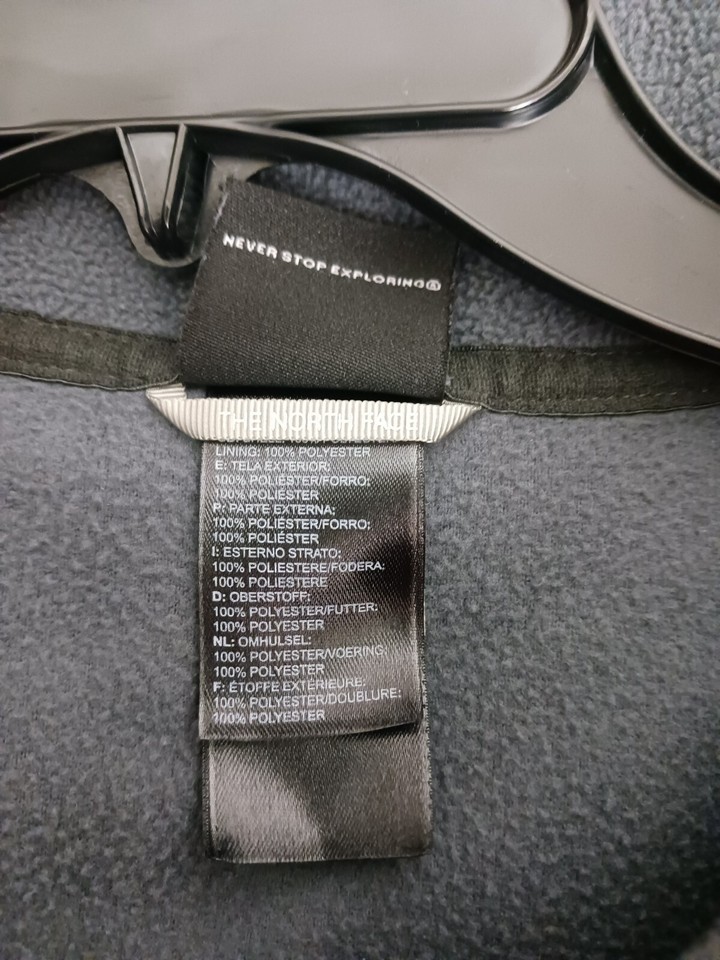 NEVER STOP EXPLORING®
THE NORTH FACE
LINING: 100% POLYESTER
E: TELA EXTERIOR:
100% POLIÉSTER/FORRO:
100% POLIÉSTER
P: PARTE EXTERNA:
100% POLIÉSTER/FORRO:
100% POLIÉSTER
I: ESTERNO STRATO:
100% POLIESTERE/FODERA:
100% POLIESTERE
D: OBERSTOFF:
100% POLYESTER/FUTTER:
100% POLYESTER
NL: OMHULSEL:
100% POLYESTER/VOERING:
100% POLYESTER
F: ÉTOFFE EXTÉRIEURE:
100% POLYESTER/DOUBLURE:
100% POLYESTER